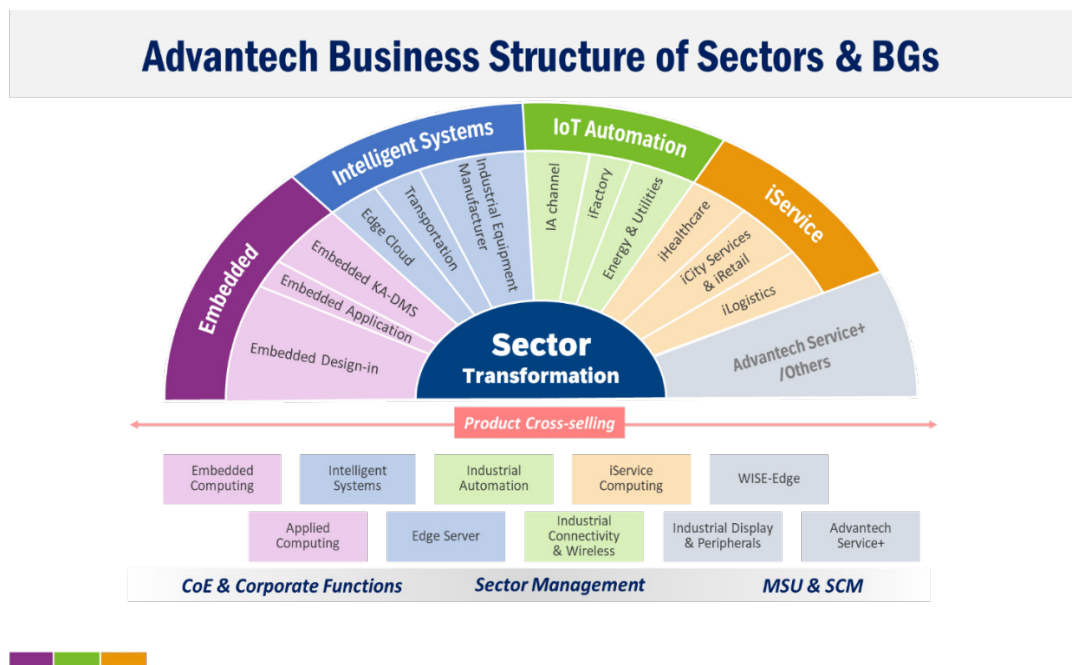 Advantech Business Structure of Sectors & BGs
Embedded
Intelligent Systems
IoT Automation
iService
Embedded Design-in
Embedded Application
Embedded KA-DMS
Edge Cloud
Transportation
Industrial Equipment
Manufacturer
IA channel
iFactory
Energy & Utilities
iHealthcare
iCity Services
& iRetail
iLogistics
Advantech Service+
/Others
Sector
Transformation
Product Cross-selling
Embedded
Computing
Intelligent
Systems
Industrial
Automation
iService
Computing
WISE-Edge
Applied
Computing
Edge Server
Industrial
Connectivity
& Wireless
Industrial Display
& Peripherals
Advantech
Service+
CoE & Corporate Functions
Sector Management
MSU & SCM